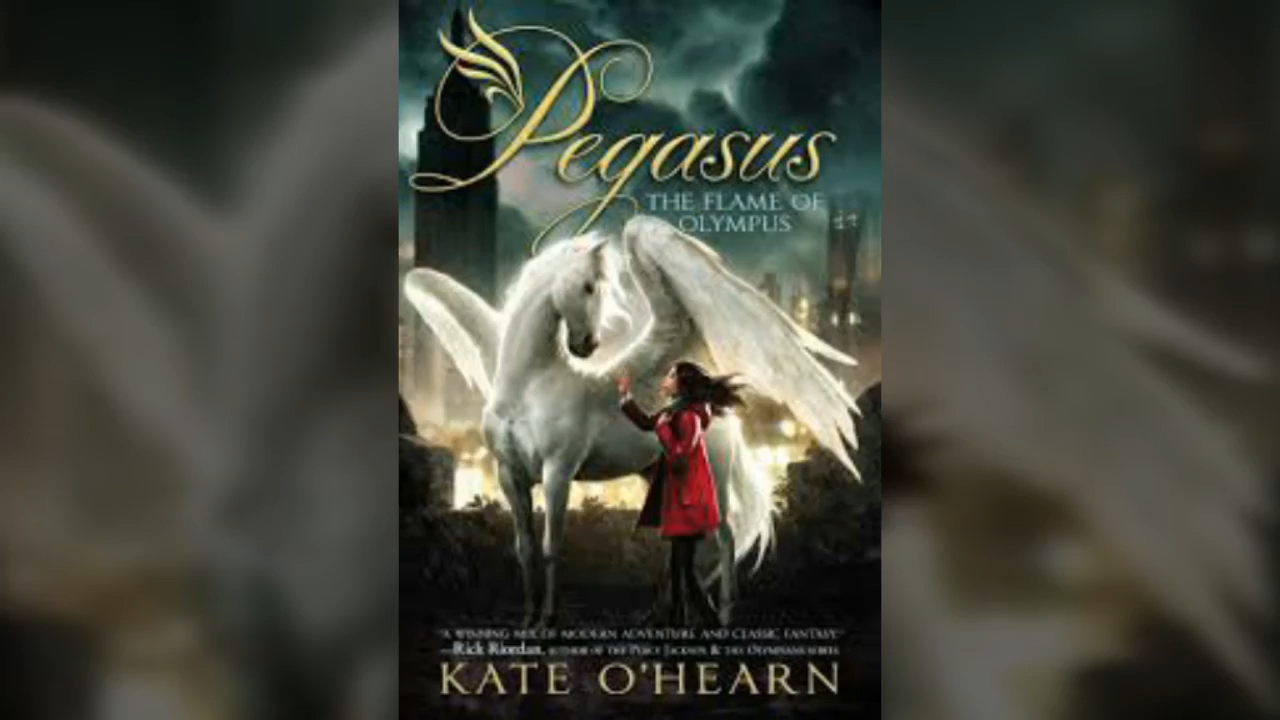 Pegasus
THE FLAME OF
OLYMPUS
"A WINNING MIX OF MODERN ADVENTURE AND CLASSIC FANTASY."
—Rick Riordan, AUTHOR OF THE PERCY JACKSON & THE OLYMPIANS SERIES
KATE O'HEARN